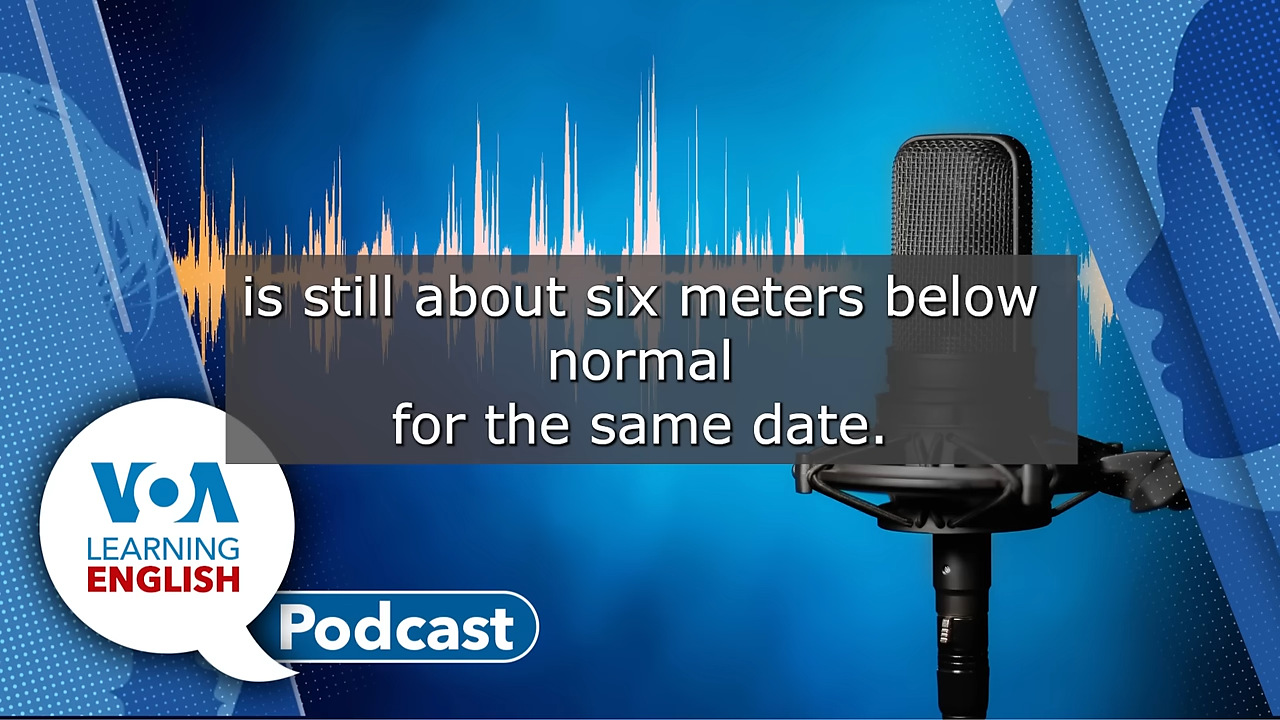 is still about six meters below
normal
for the same date.
VOA
LEARNING
ENGLISH
Podcast